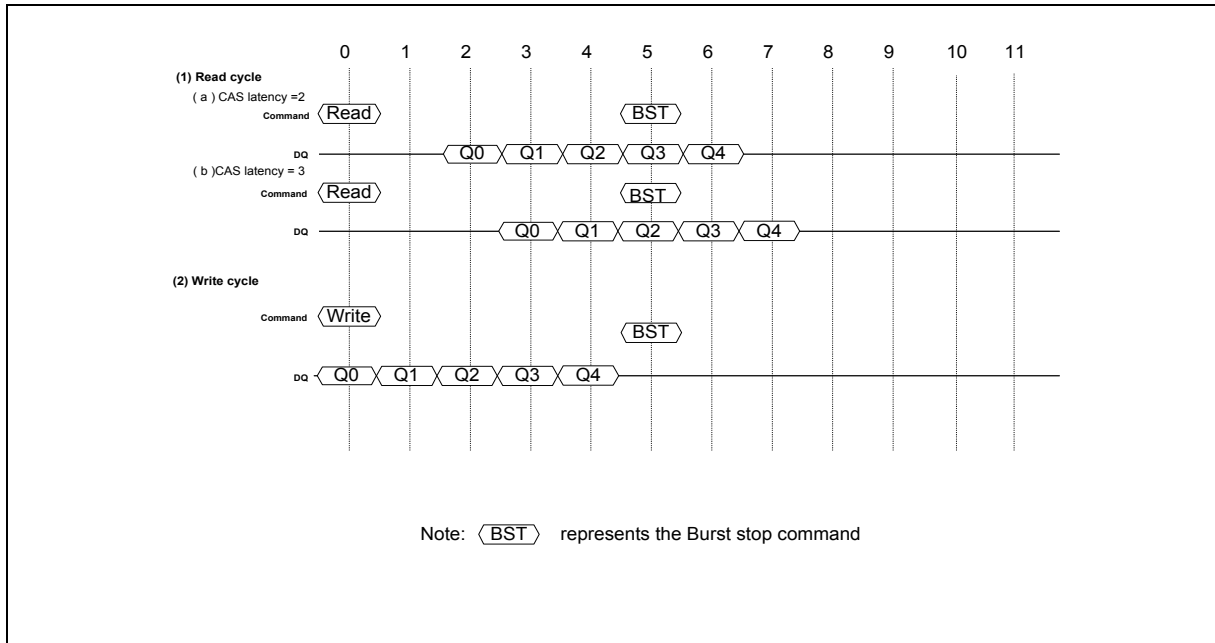 0 1 2 3 4 5 6 7 8 9 10 11
(1) Read cycle
( a ) CAS latency =2
Command Read BST
DQ Q0 Q1 Q2 Q3 Q4
( b )CAS latency = 3
Command Read BST
DQ Q0 Q1 Q2 Q3 Q4
(2) Write cycle
Command Write BST
DQ Q0 Q1 Q2 Q3 Q4
Note: BST represents the Burst stop command